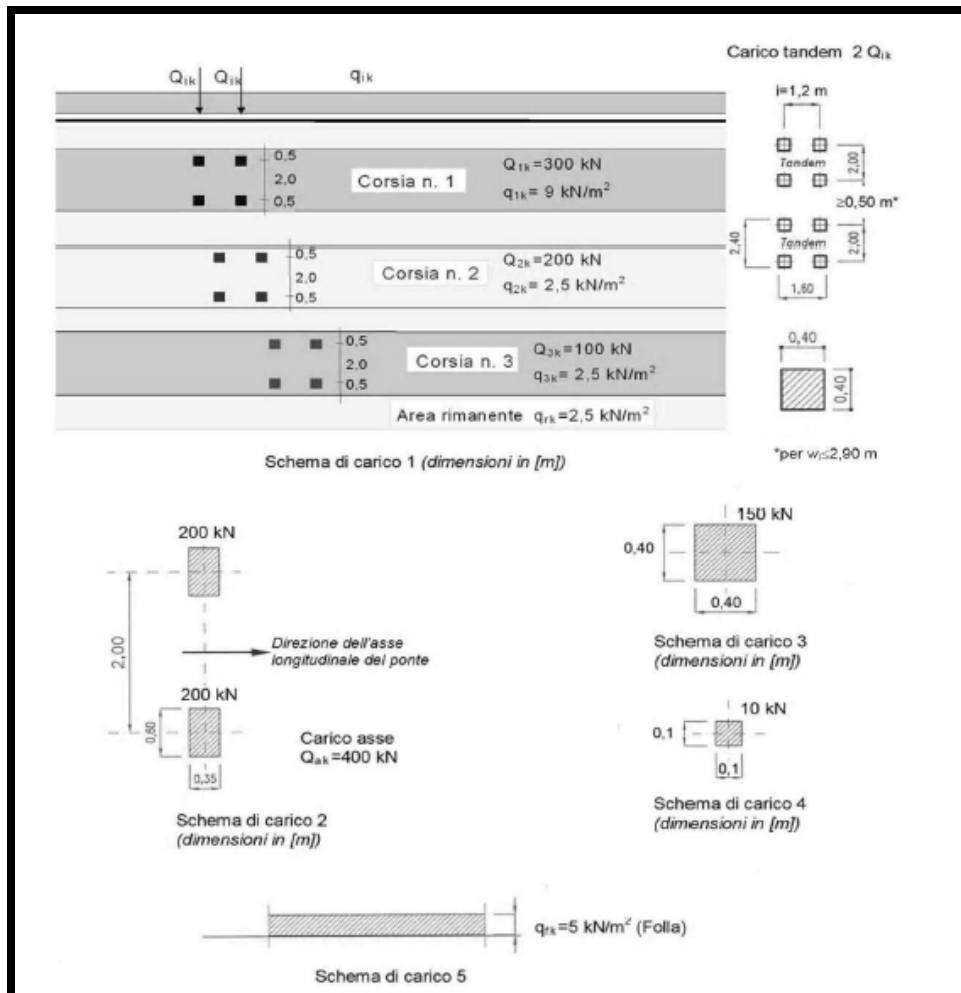 Carico tandem 2 Qik
Qik Qik qik
i=1,2 m
0,5
2,0
0,5
Corsia n. 1
Q1k=300 kN
q1k= 9 kN/m²
Tandem
2,00
≥0,50 m*
0,5
2,0
0,5
Corsia n. 2
Q2k=200 kN
q2k= 2,5 kN/m²
2,40
Tandem
2,00
1,60
0,5
2,0
0,5
Corsia n. 3
Q3k=100 kN
q3k= 2,5 kN/m²
0,40
0,40
Area rimanente qrk=2,5 kN/m²
Schema di carico 1 (dimensioni in [m])
*per wl≤2,90 m
200 kN
2,00
Direzione dell'asse
longitudinale del ponte
200 kN
0,60
0,35
Carico asse
Qak=400 kN
Schema di carico 2
(dimensioni in [m])
150 kN
0,40
0,40
Schema di carico 3
(dimensioni in [m])
10 kN
0,1
0,1
Schema di carico 4
(dimensioni in [m])
qfk=5 kN/m² (Folla)
Schema di carico 5